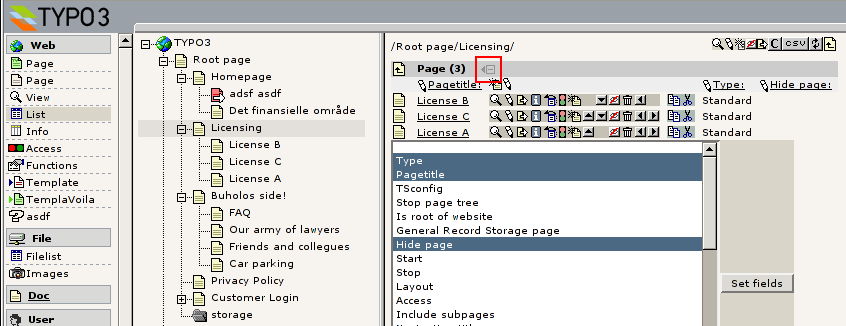 TYPO3
Web
Page
Page
View
List
Info
Access
Functions
Template
TemplaVoila
asdf
File
Filelist
Images
Doc
User
TYPO3
Root page
Homepage
adsf asdf
Det finansielle område
Licensing
License B
License C
License A
Buholos side!
FAQ
Our army of lawyers
Friends and collegues
Car parking
Privacy Policy
Customer Login
storage
/Root page/Licensing/
C CSV
Page (3)
Pagetitle: Type: Hide page:
License B Standard
License C Standard
License A Standard
Type
Pagetitle
TSconfig
Stop page tree
Is root of website
General Record Storage page
Hide page
Start
Stop
Layout
Access
Include subpages
Set fields